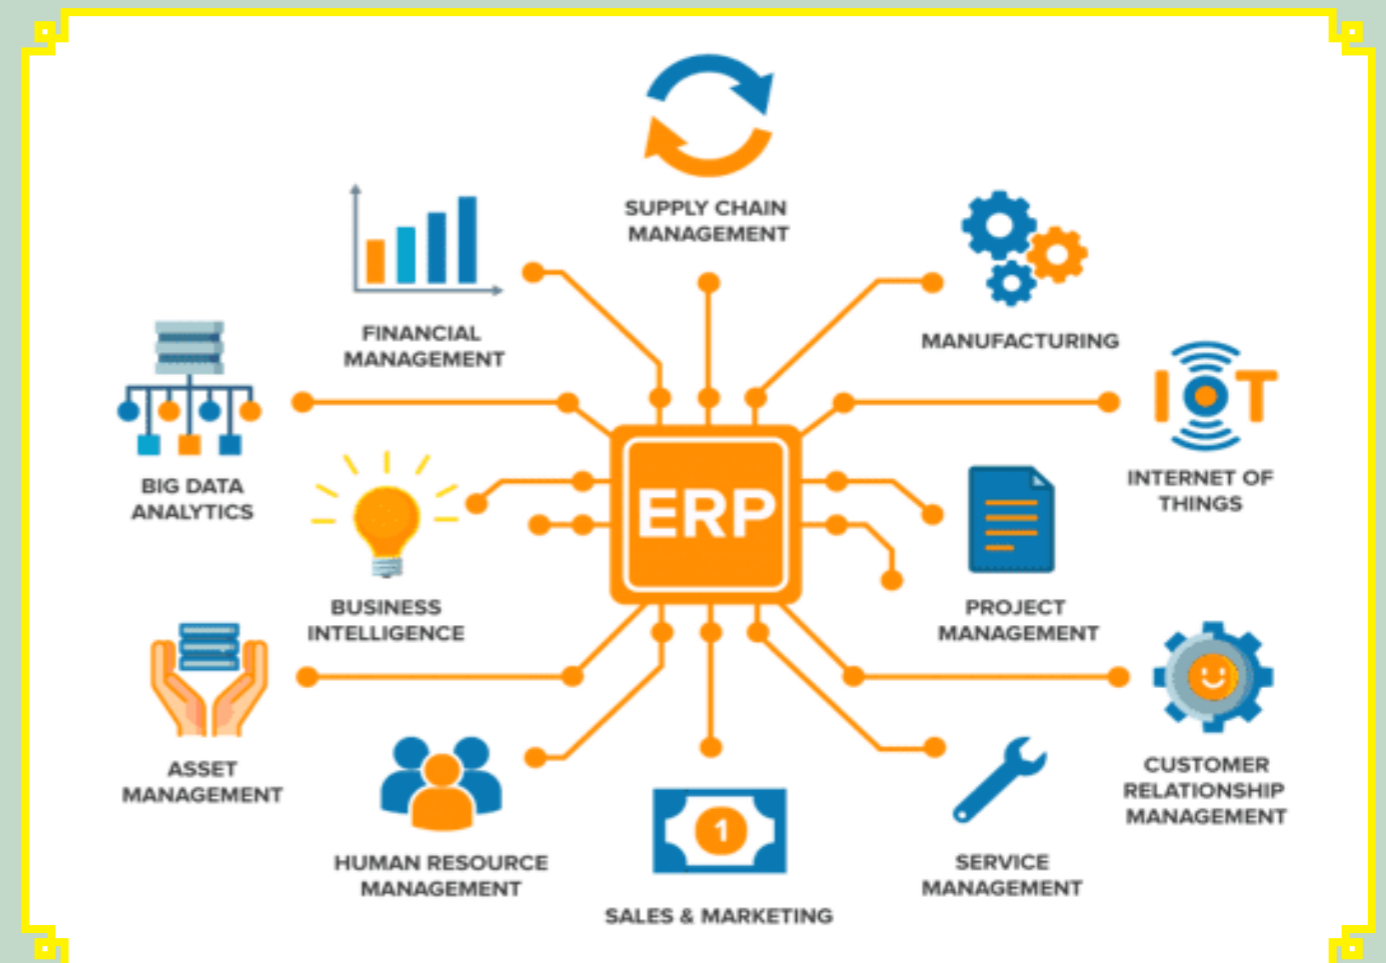 SUPPLY CHAIN
MANAGEMENT
FINANCIAL
MANAGEMENT
MANUFACTURING
IOT
BIG DATA
ANALYTICS
INTERNET OF
THINGS
ERP
BUSINESS
INTELLIGENCE
PROJECT
MANAGEMENT
ASSET
MANAGEMENT
CUSTOMER
RELATIONSHIP
MANAGEMENT
HUMAN RESOURCE
MANAGEMENT
1
SERVICE
MANAGEMENT
SALES & MARKETING